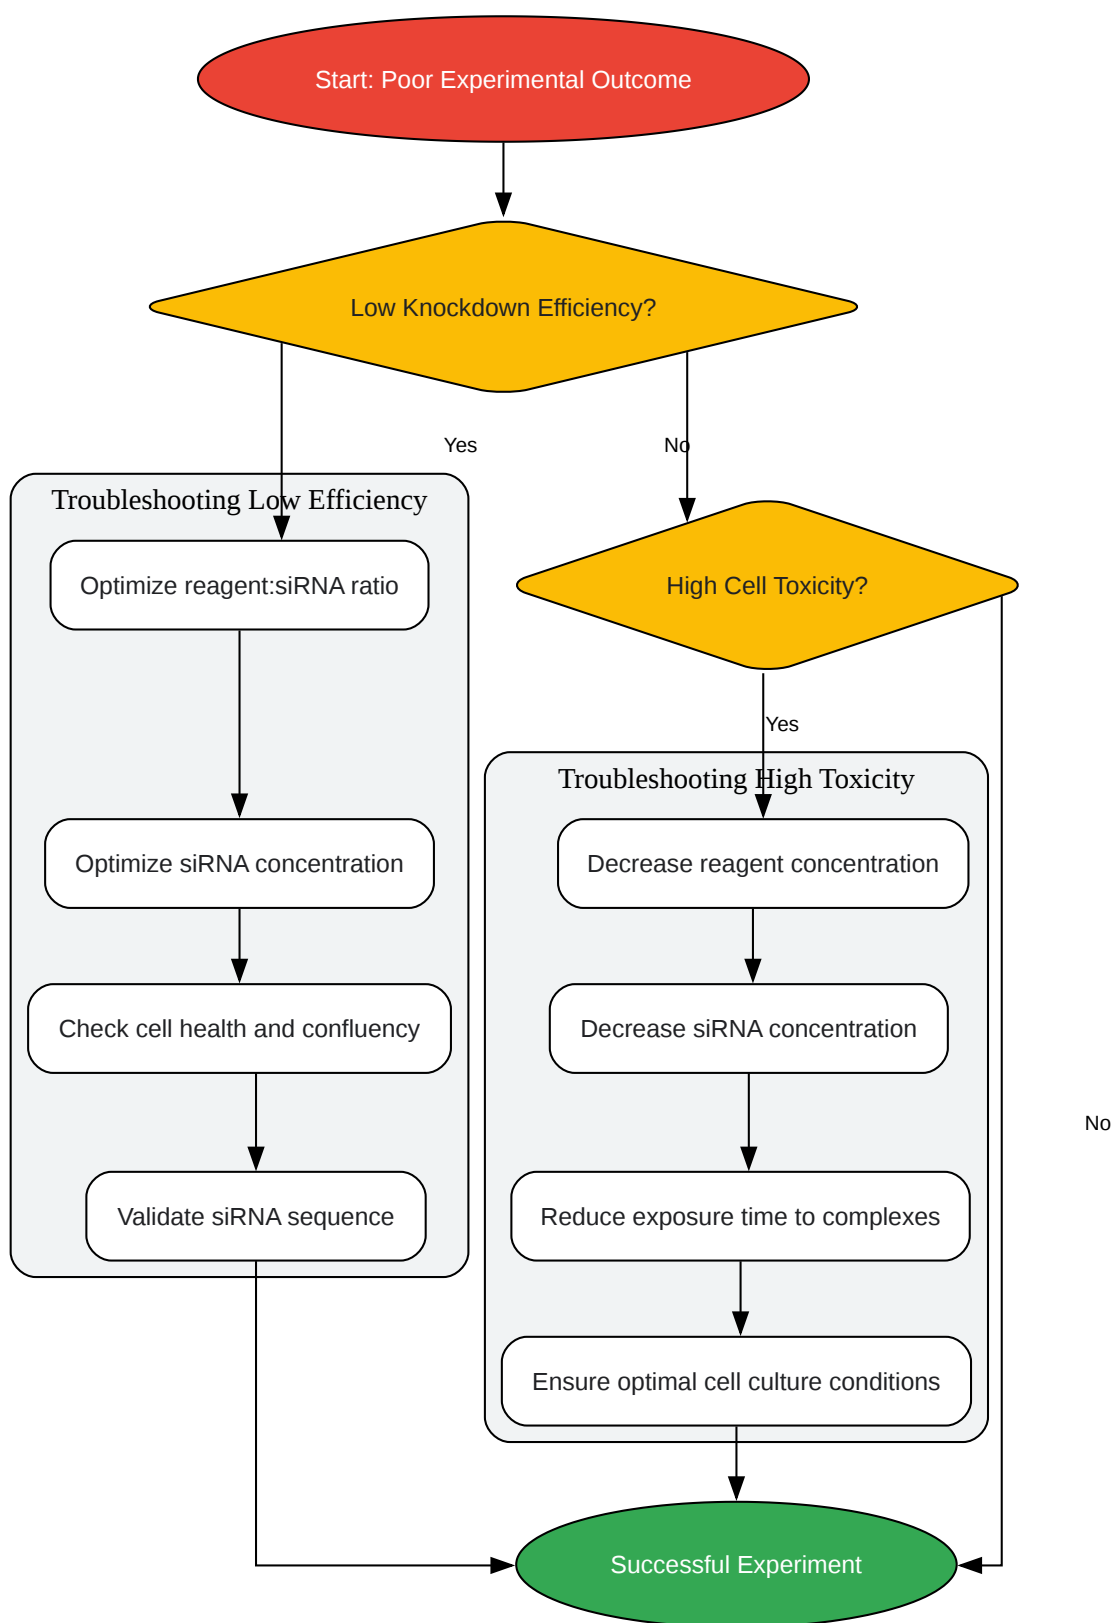 Start: Poor Experimental Outcome
Low Knockdown Efficiency?
Yes
No
Troubleshooting Low Efficiency
Optimize reagent:siRNA ratio
High Cell Toxicity?
Yes
Troubleshooting High Toxicity
Optimize siRNA concentration
Decrease reagent concentration
Check cell health and confluency
Decrease siRNA concentration
No
Validate siRNA sequence
Reduce exposure time to complexes
Ensure optimal cell culture conditions
Successful Experiment